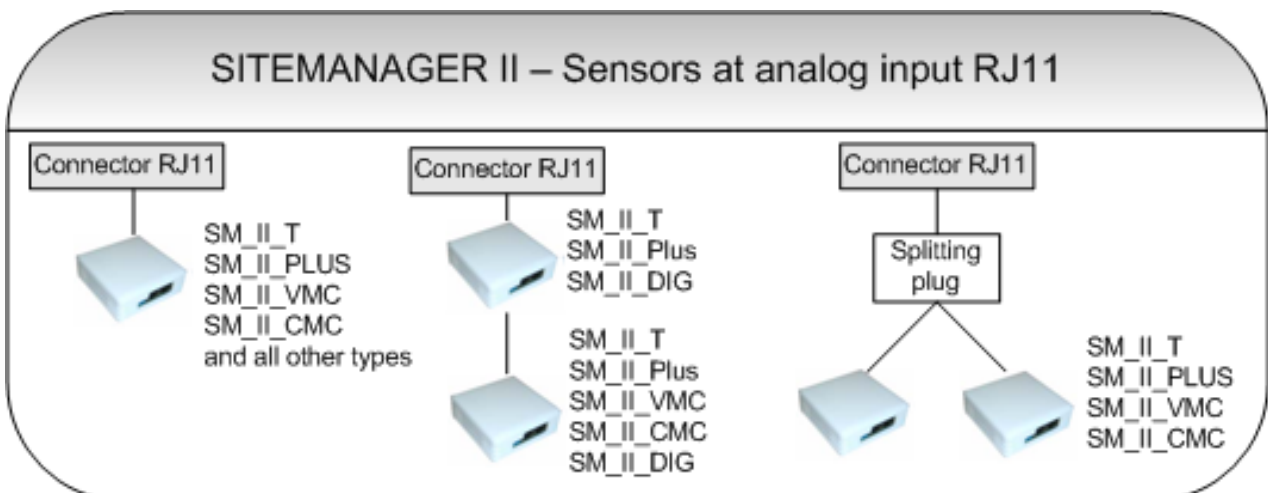 SITEMANAGER II – Sensors at analog input RJ11
Connector RJ11
SM_II_T
SM_II_PLUS
SM_II_VMC
SM_II_CMC
and all other types
Connector RJ11
SM_II_T
SM_II_Plus
SM_II_DIG
SM_II_T
SM_II_Plus
SM_II_VMC
SM_II_CMC
SM_II_DIG
Connector RJ11
Splitting
plug
SM_II_T
SM_II_PLUS
SM_II_VMC
SM_II_CMC